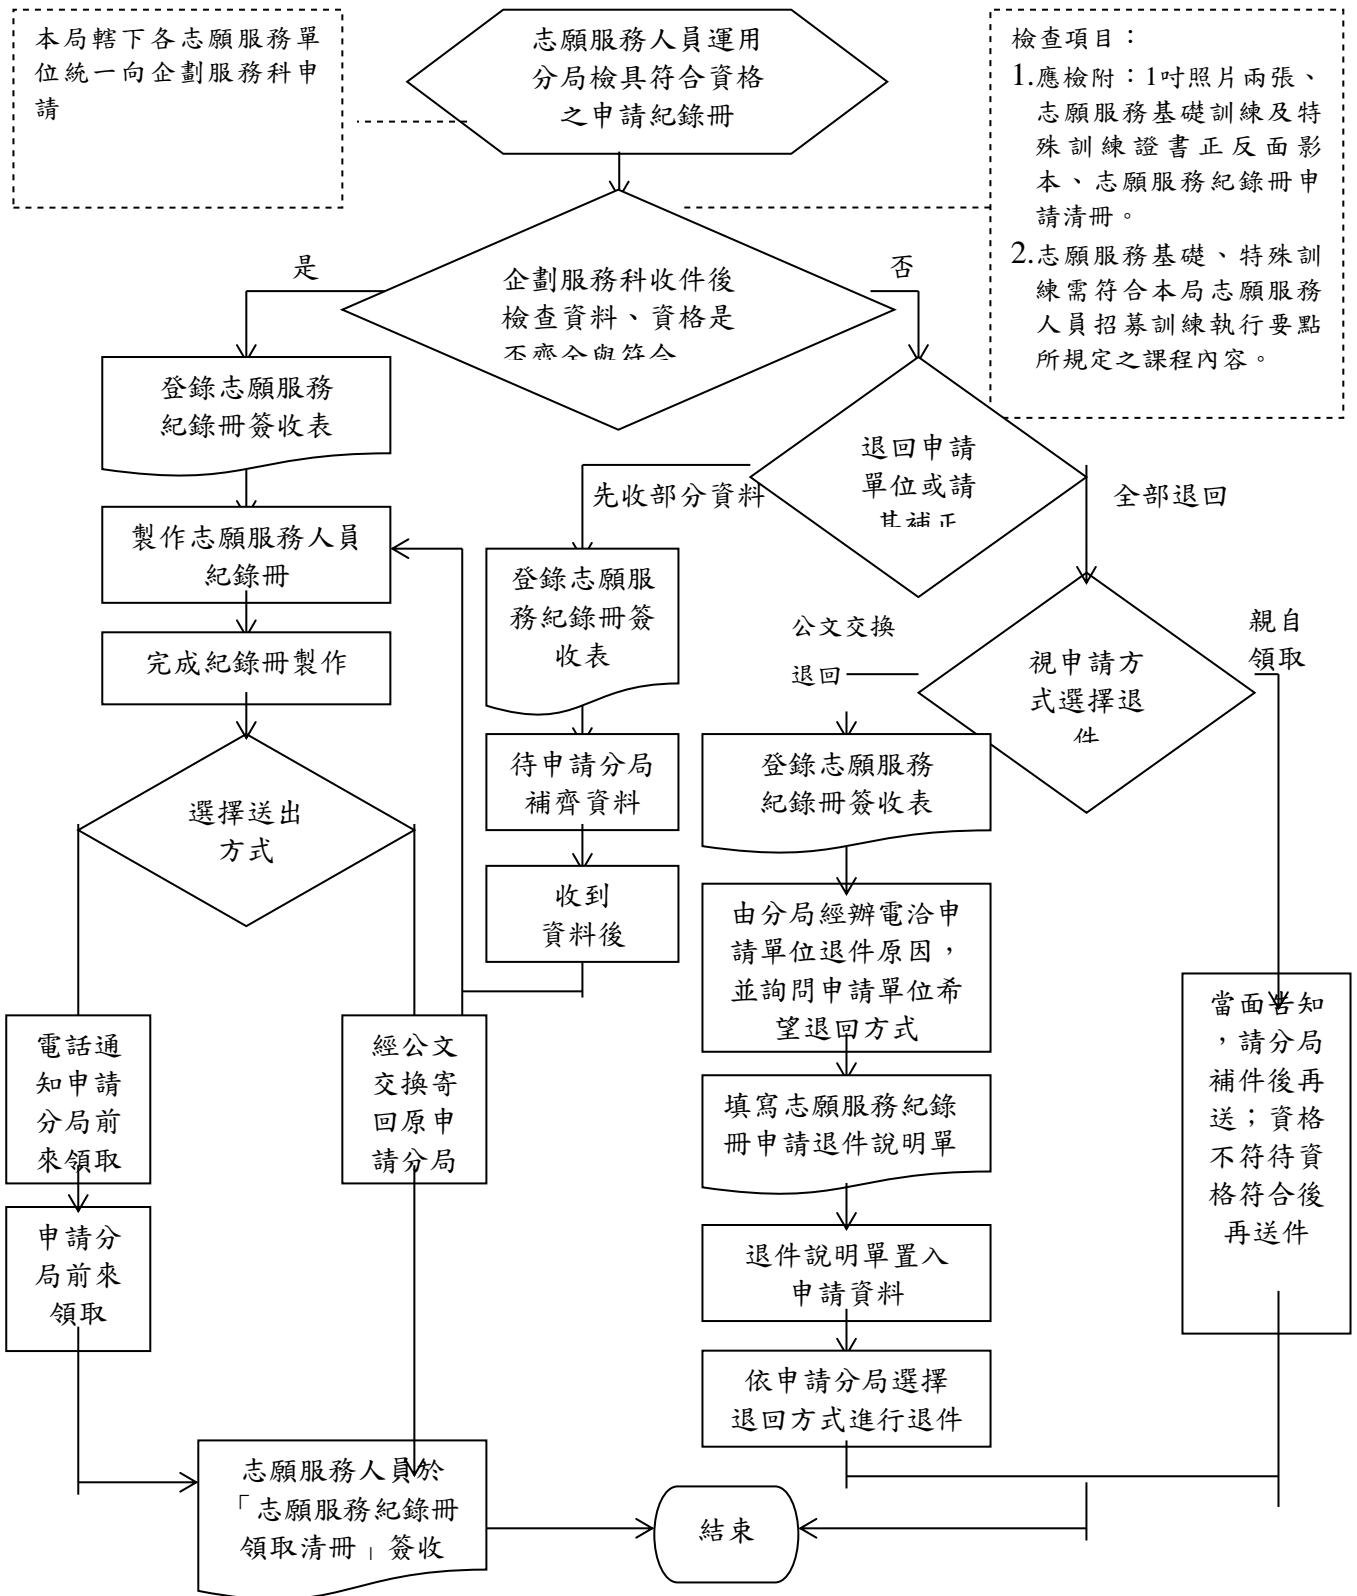 本局轄下各志願服務單
位統一向企劃服務科申
請
志願服務人員運用
分局檢具符合資格
之申請紀錄冊
檢查項目：
1.應檢附：1吋照片兩張、
志願服務基礎訓練及特
殊訓練證書正反面影
本、志願服務紀錄冊申
請清冊。
2.志願服務基礎、特殊訓
練需符合本局志願服務
人員招募訓練執行要點
所規定之課程內容。
是
企劃服務科收件後
檢查資料、資格是
否齊全與符合
否
登錄志願服務
紀錄冊簽收表
製作志願服務人員
紀錄冊
完成紀錄冊製作
選擇送出
方式
電話通
知申請
分局前
來領取
申請分
局前來
領取
經公文
交換寄
回原申
請分局
退回申請
單位或請
其補正
先收部分資料
全部退回
登錄志願服
務紀錄冊簽
收表
待申請分局
補齊資料
收到
資料後
公文交換
退回
視申請方
式選擇退
件
親自
領取
登錄志願服務
紀錄冊簽收表
由分局經辦電洽申
請單位退件原因，
並詢問申請單位希
望退回方式
填寫志願服務紀錄
冊申請退件說明單
退件說明單置入
申請資料
依申請分局選擇
退回方式進行退件
當面告知
，請分局
補件後再
送；資格
不符待資
格符合後
再送件
志願服務人員於
「志願服務紀錄冊
領取清冊」簽收
結束